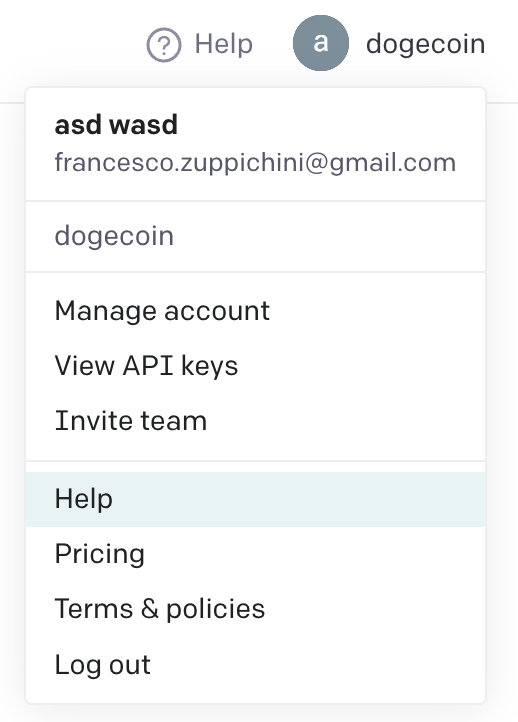 ? Help a dogecoin
asd wasd
francesco.zuppichini@gmail.com
dogecoin
Manage account
View API keys
Invite team
Help
Pricing
Terms & policies
Log out